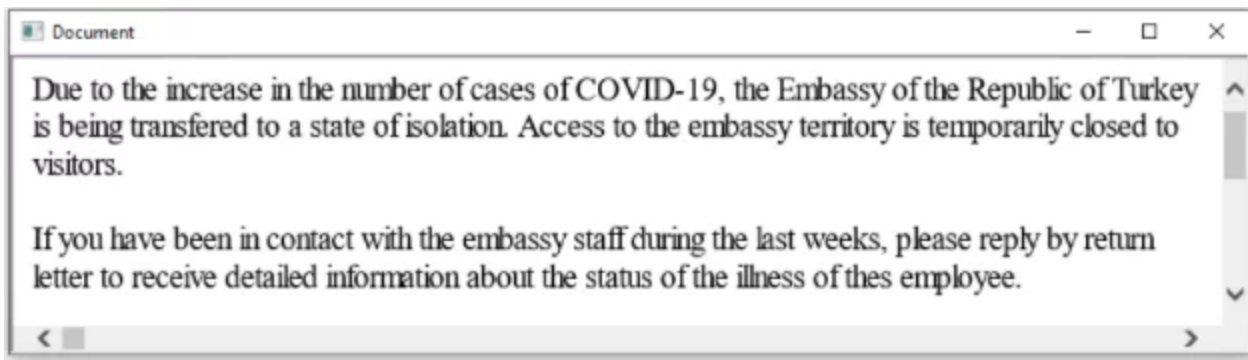 Document
Due to the increase in the number of cases of COVID-19, the Embassy of the Republic of Turkey
is being transfered to a state of isolation. Access to the embassy territory is temporarily closed to
visitors.
If you have been in contact with the embassy staff during the last weeks, please reply by return
letter to receive detailed information about the status of the illness of thes employee.